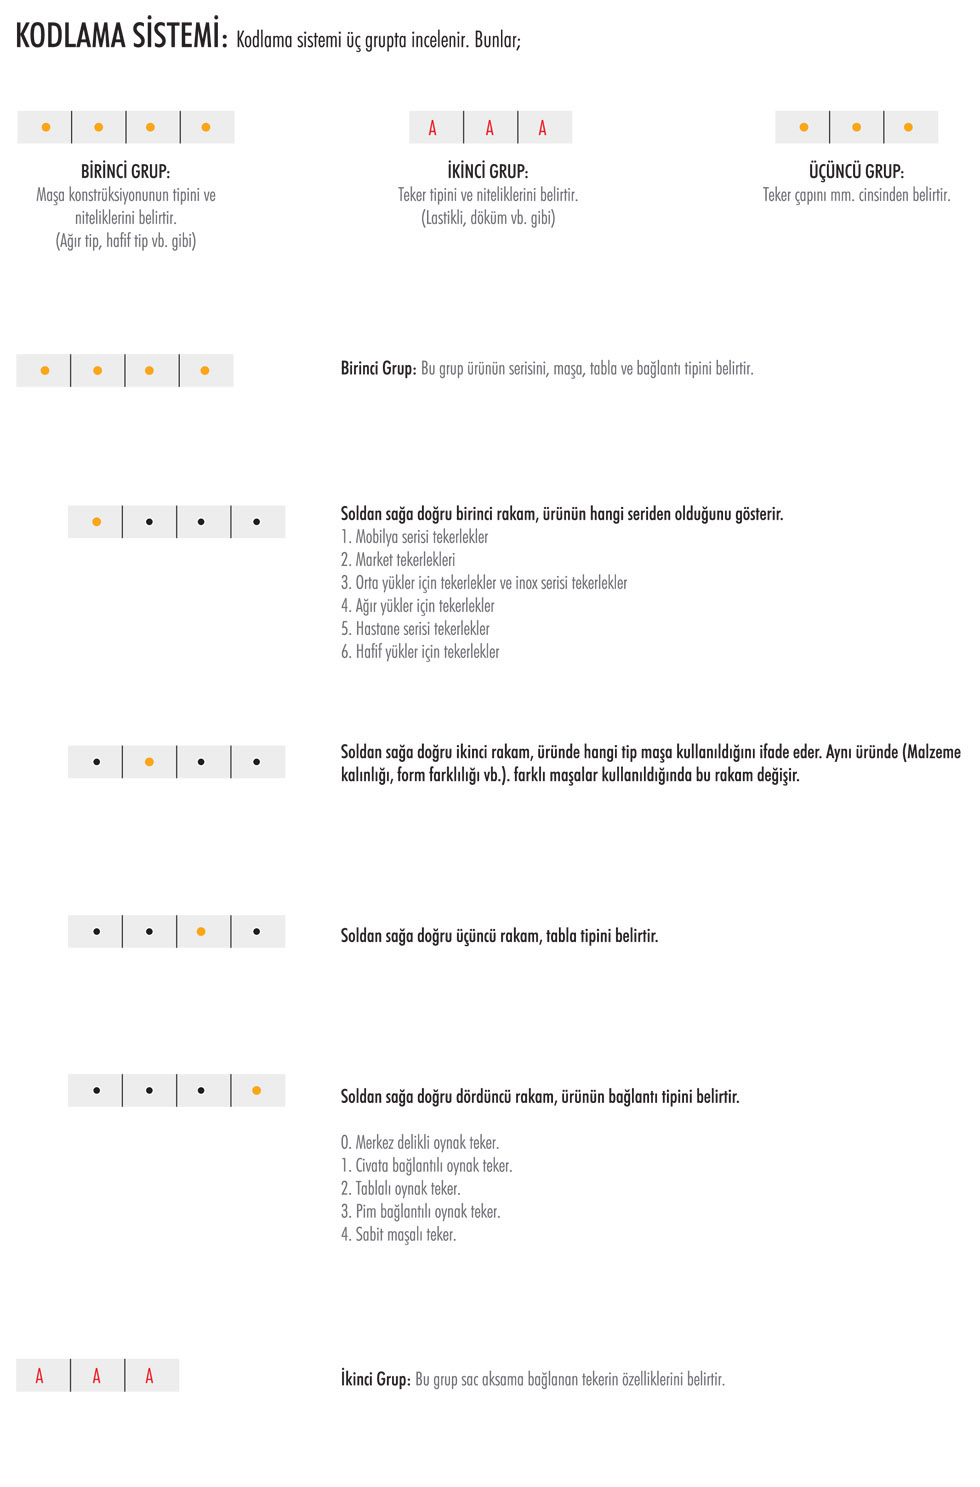 KODLAMA SİSTEMİ: Kodlama sistemi üç grupta incelenir. Bunlar;
A A A
BİRİNCİ GRUP:
Maşa konstrüksiyonunun tipini ve
niteliklerini belirtir.
(Ağır tip, hafif tip vb. gibi)
İKİNCİ GRUP:
Teker tipini ve niteliklerini belirtir.
(Lastikli, döküm vb. gibi)
ÜÇÜNCÜ GRUP:
Teker çapını mm. cinsinden belirtir.
Birinci Grup: Bu grup ürünün serisini, maşa, tabla ve bağlantı tipini belirtir.
Soldan sağa doğru birinci rakam, ürünün hangi seriden olduğunu gösterir.
1. Mobilya serisi tekerlekler
2. Market tekerlekleri
3. Orta yükler için tekerlekler ve inox serisi tekerlekler
4. Ağır yükler için tekerlekler
5. Hastane serisi tekerlekler
6. Hafif yükler için tekerlekler
Soldan sağa doğru ikinci rakam, üründe hangi tip maşa kullanıldığını ifade eder. Aynı üründe (Malzeme
kalınlığı, form farklılığı vb.). farklı maşalar kullanıldığında bu rakam değişir.
Soldan sağa doğru üçüncü rakam, tabla tipini belirtir.
Soldan sağa doğru dördüncü rakam, ürünün bağlantı tipini belirtir.
0. Merkez delikli oynak teker.
1. Civata bağlantılı oynak teker.
2. Tablalı oynak teker.
3. Pim bağlantılı oynak teker.
4. Sabit maşalı teker.
A A A
İkinci Grup: Bu grup sac aksama bağlanan tekerin özelliklerini belirtir.